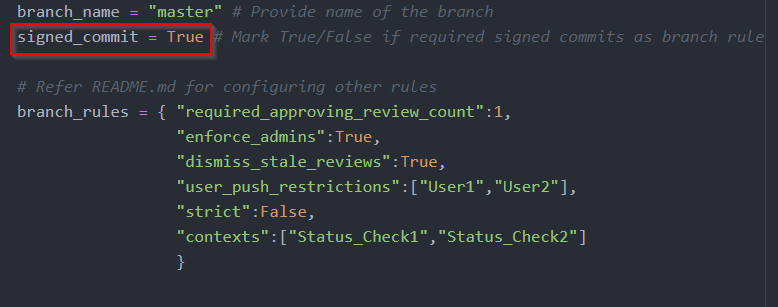 branch_name = "master" # Provide name of the branch
signed_commit = True # Mark True/False if required signed commits as branch rule
# Refer README.md for configuring other rules
branch_rules = { "required_approving_review_count":1,
"enforce_admins":True,
"dismiss_stale_reviews":True,
"user_push_restrictions":["User1","User2"],
"strict":False,
"contexts":["Status_Check1","Status_Check2"]
}